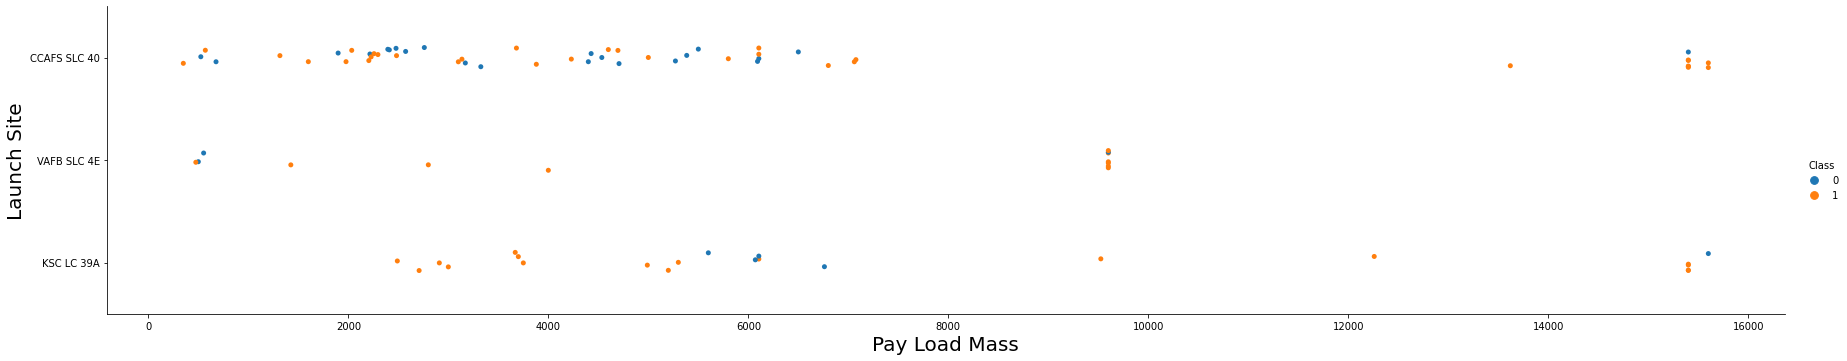 Launch Site
CCAFS SLC 40
VAFB SLC 4E
KSC LC 39A
0 2000 4000 6000 8000 10000 12000 14000 16000
Pay Load Mass
Class
0
1